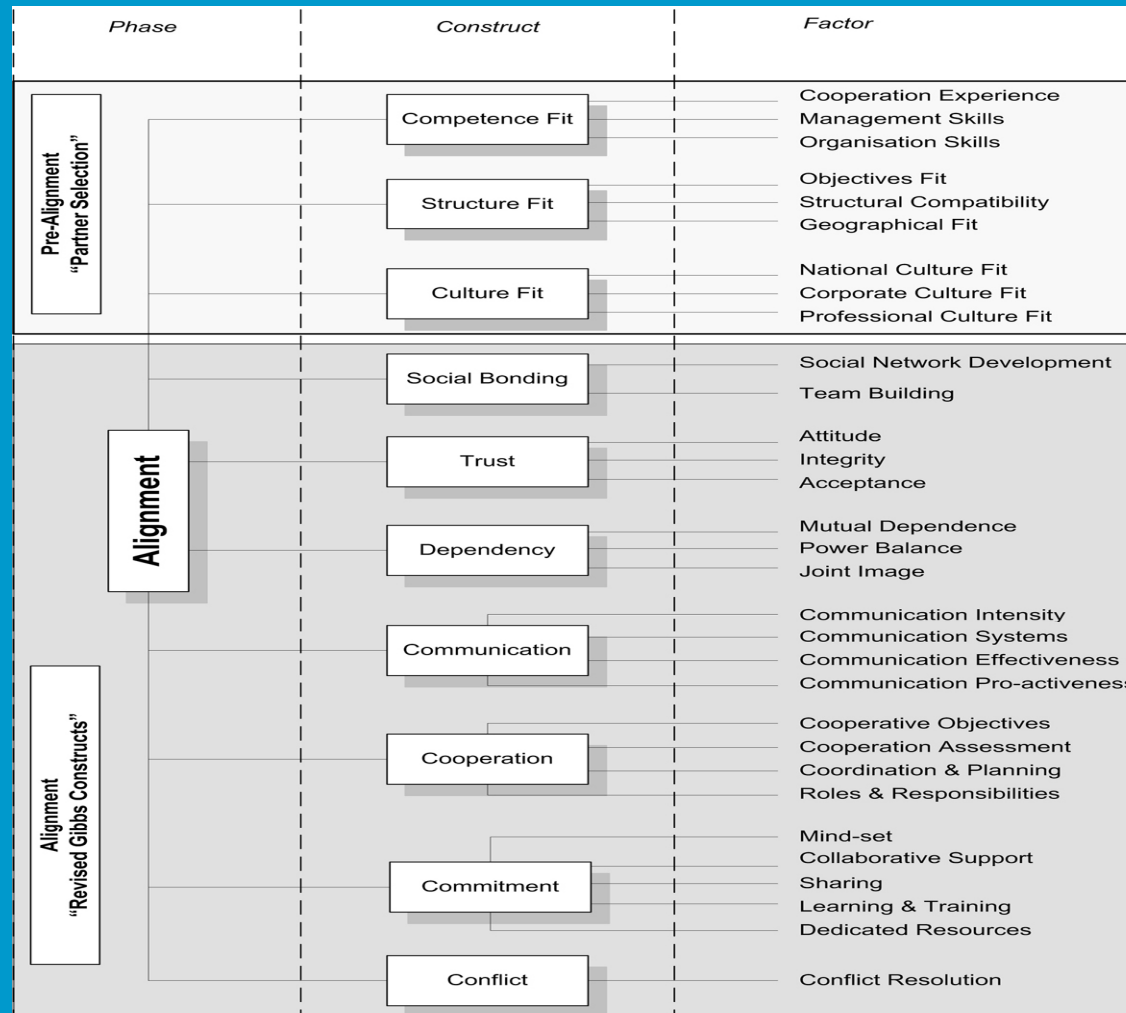 Phase
Construct
Factor
Pre-Alignment
“Partner Selection”
Competence Fit
Cooperation Experience
Management Skills
Organisation Skills
Structure Fit
Objectives Fit
Structural Compatibility
Geographical Fit
Culture Fit
National Culture Fit
Corporate Culture Fit
Professional Culture Fit
Alignment
Social Bonding
Social Network Development
Team Building
Trust
Attitude
Integrity
Acceptance
Dependency
Mutual Dependence
Power Balance
Joint Image
Alignment
“Revised Gibbs Constructs”
Communication
Communication Intensity
Communication Systems
Communication Effectiveness
Communication Pro-activeness
Cooperation
Cooperative Objectives
Cooperation Assessment
Coordination & Planning
Roles & Responsibilities
Commitment
Mind-set
Collaborative Support
Sharing
Learning & Training
Dedicated Resources
Conflict
Conflict Resolution